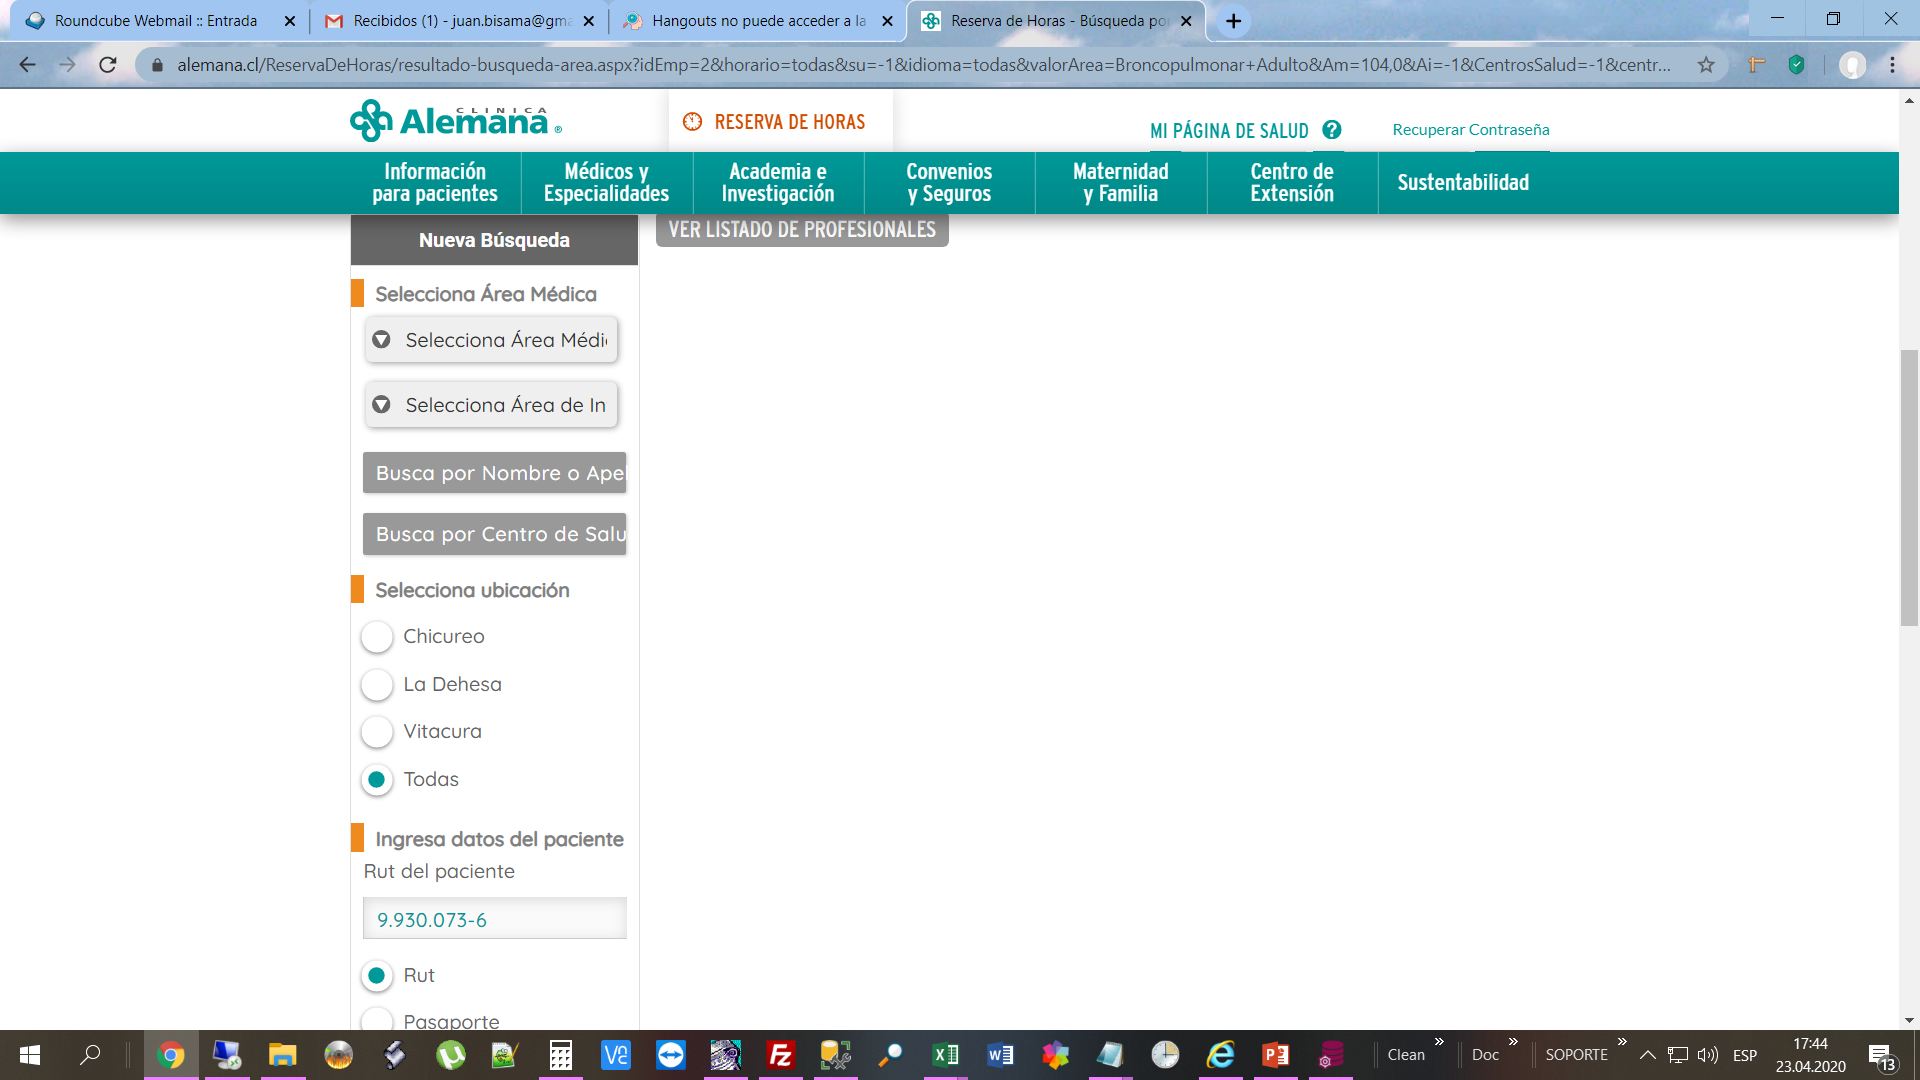 Roundcube Webmail :: Entrada
Recibidos (1) - juan.bisama@gma
Hangouts no puede acceder a la
Reserva de Horas - Búsqueda po
alemana.cl/ReservaDeHoras/resultado-busqueda-area.aspx?idEmp=2&horario=todas&su=-1&idioma=todas&valorArea=Broncopulmonar+Adulto&Am=104,0&Ai=-1&CentrosSalud=-1&centr...
CLINICA
Alemana ®
RESERVA DE HORAS
MI PÁGINA DE SALUD ?
Recuperar Contraseña
Información para pacientes
Médicos y Especialidades
Academia e Investigación
Convenios y Seguros
Maternidad y Familia
Centro de Extensión
Sustentabilidad
Nueva Búsqueda
VER LISTADO DE PROFESIONALES
Selecciona Área Médica
Selecciona Área Médi
Selecciona Área de In
Busca por Nombre o Ape
Busca por Centro de Salu
Selecciona ubicación
Chicureo
La Dehesa
Vitacura
Todas
Ingresa datos del paciente
Rut del paciente
9.930.073-6
Rut
Pasaporte
Clean
Doc
SOPORTE
ESP
17:44
23.04.2020
13